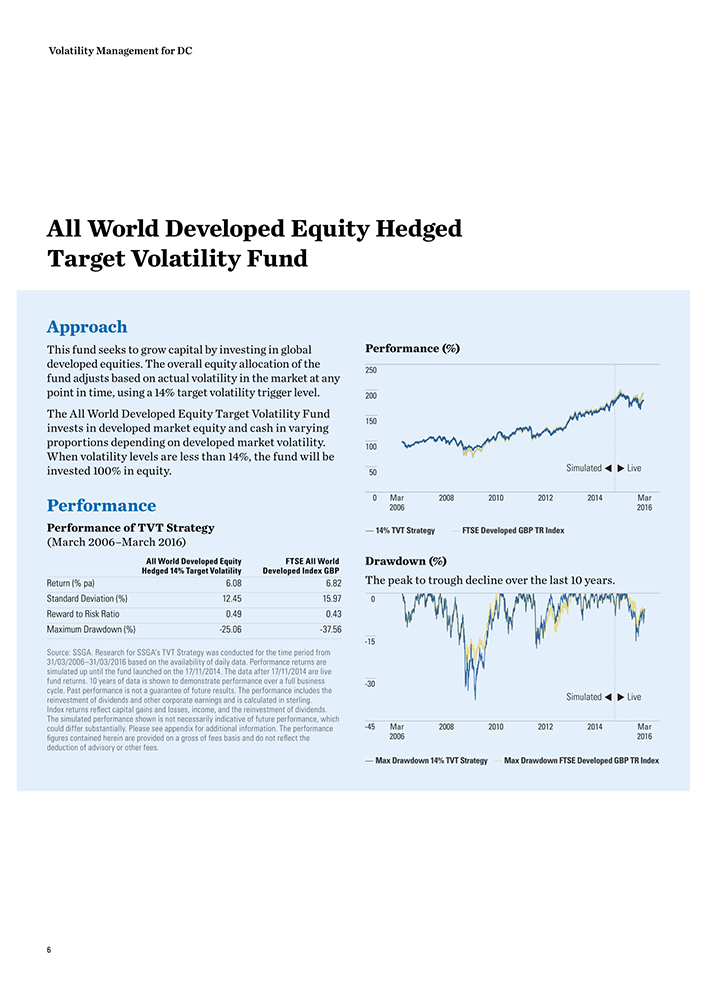 Volatility Management for DC
All World Developed Equity Hedged
Target Volatility Fund
Approach
This fund seeks to grow capital by investing in global
developed equities. The overall equity allocation of the
fund adjusts based on actual volatility in the market at any
point in time, using a 14% target volatility trigger level.
The All World Developed Equity Target Volatility Fund
invests in developed market equity and cash in varying
proportions depending on developed market volatility.
When volatility levels are less than 14%, the fund will be
invested 100% in equity.
Performance
Performance of TVT Strategy
(March 2006–March 2016)
All World Developed Equity FTSE All World
Hedged 14% Target Volatility Developed Index GBP
Return (% pa) 6.08 6.82
Standard Deviation (%) 12.45 15.97
Reward to Risk Ratio 0.49 0.43
Maximum Drawdown (%) -25.06 -37.56
Source: SSGA. Research for SSGA's TVT Strategy was conducted for the time period from
31/03/2006–31/03/2016 based on the availability of daily data. Performance returns are
simulated up until the fund launched on the 17/11/2014. The data after 17/11/2014 are live
fund returns. 10 years of data is shown to demonstrate performance over a full business
cycle. Past performance is not a guarantee of future results. The performance includes the
reinvestment of dividends and other corporate earnings and is calculated in sterling.
Index returns reflect capital gains and losses, income, and the reinvestment of dividends.
The simulated performance shown is not necessarily indicative of future performance, which
could differ substantially. Please see appendix for additional information. The performance
figures contained herein are provided on a gross of fees basis and do not reflect the
deduction of advisory or other fees.
Performance (%)
250
200
150
100
50
Simulated Live
0 Mar 2008 2010 2012 2014 Mar
2006 2016
14% TVT Strategy FTSE Developed GBP TR Index
Drawdown (%)
The peak to trough decline over the last 10 years.
0
-15
-30
Simulated Live
-45 Mar 2008 2010 2012 2014 Mar
2006 2016
Max Drawdown 14% TVT Strategy Max Drawdown FTSE Developed GBP TR Index
6